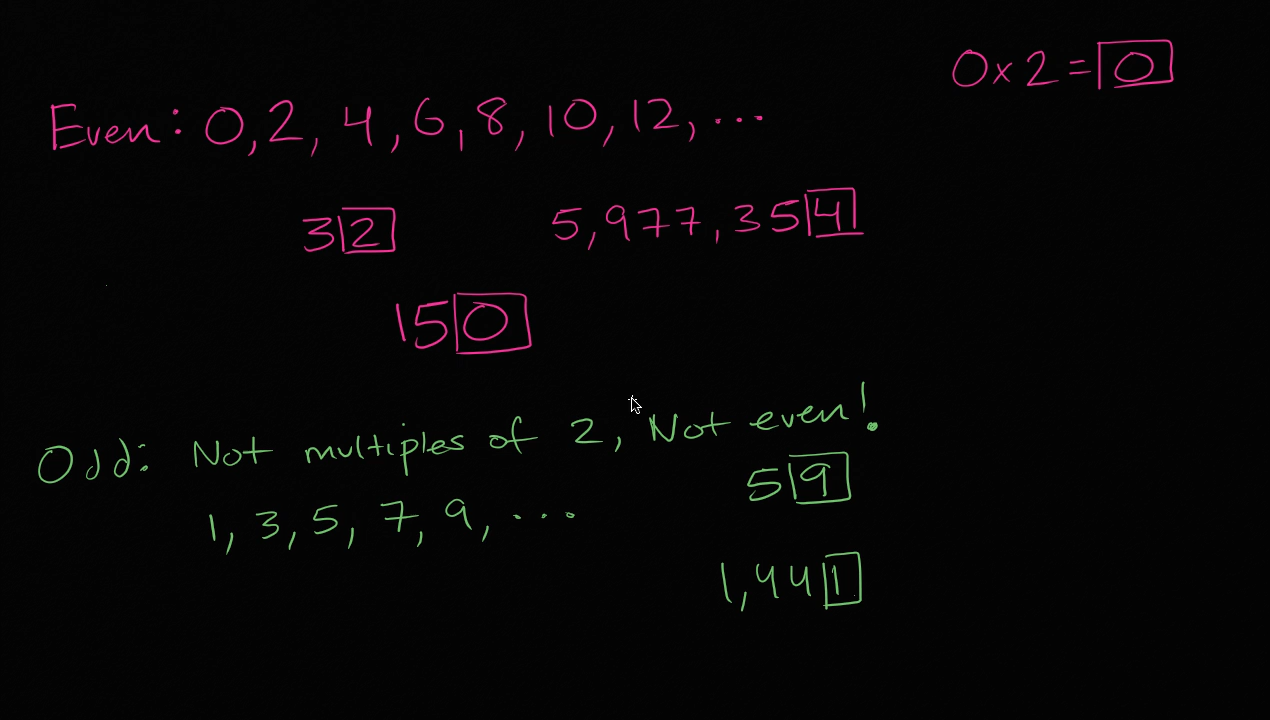 0 x 2 = 0
Even: 0, 2, 4, 6, 8, 10, 12, ...
32
5,977,354
150
Odd: Not multiples of 2, Not even!
59
1, 3, 5, 7, 9, ...
1,441